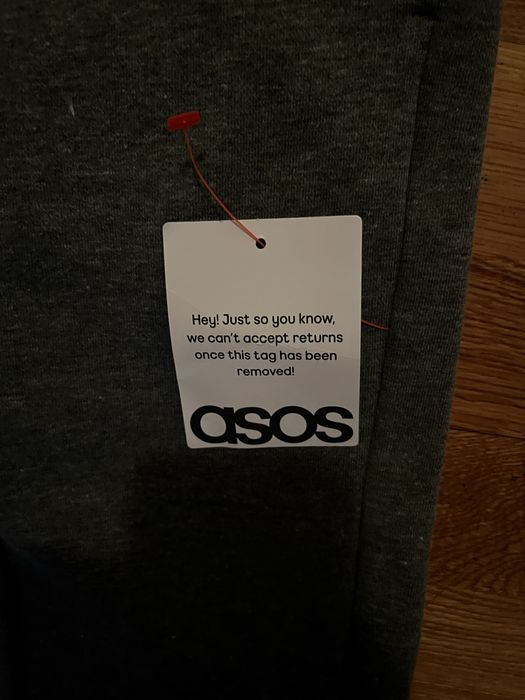 Hey! Just so you know,
we can't accept returns
once this tag has been
removed!
asos